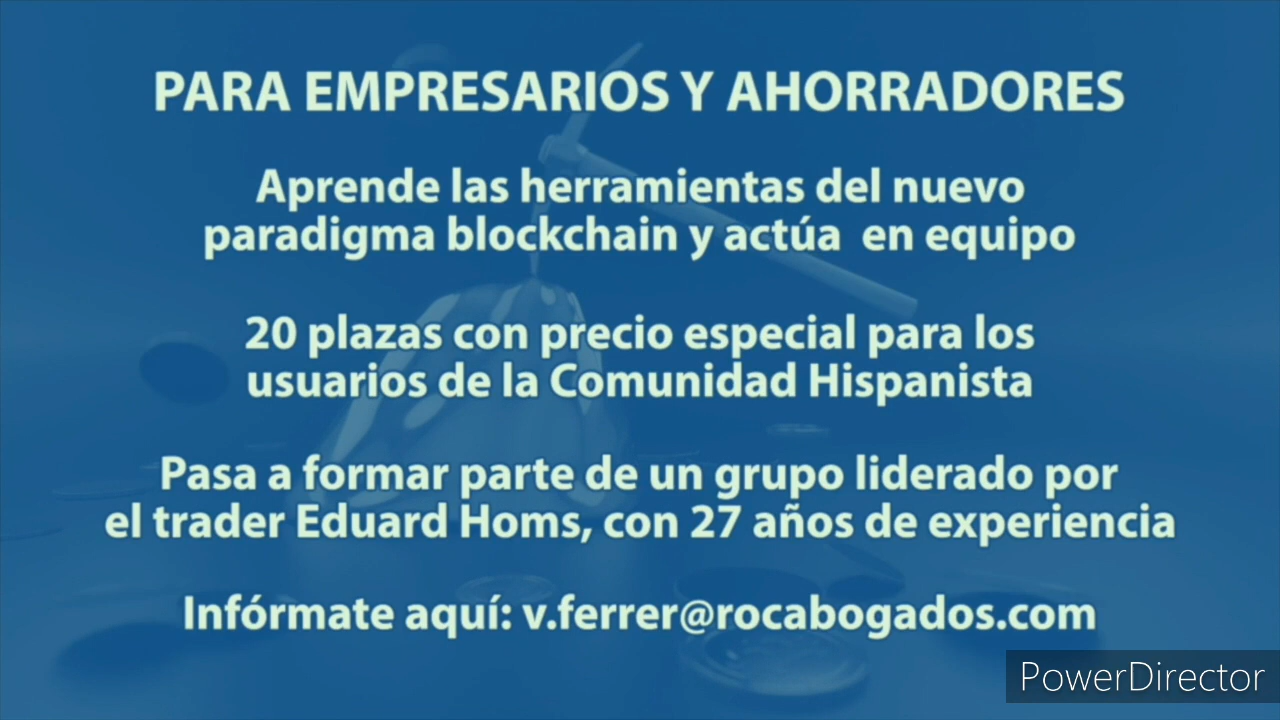 PARA EMPRESARIOS Y AHORRADORES
Aprende las herramientas del nuevo
paradigma blockchain y actúa en equipo
20 plazas con precio especial para los
usuarios de la Comunidad Hispanista
Pasa a formar parte de un grupo liderado por
el trader Eduard Homs, con 27 años de experiencia
Infórmate aquí: v.ferrer@rocabogados.com
PowerDirector